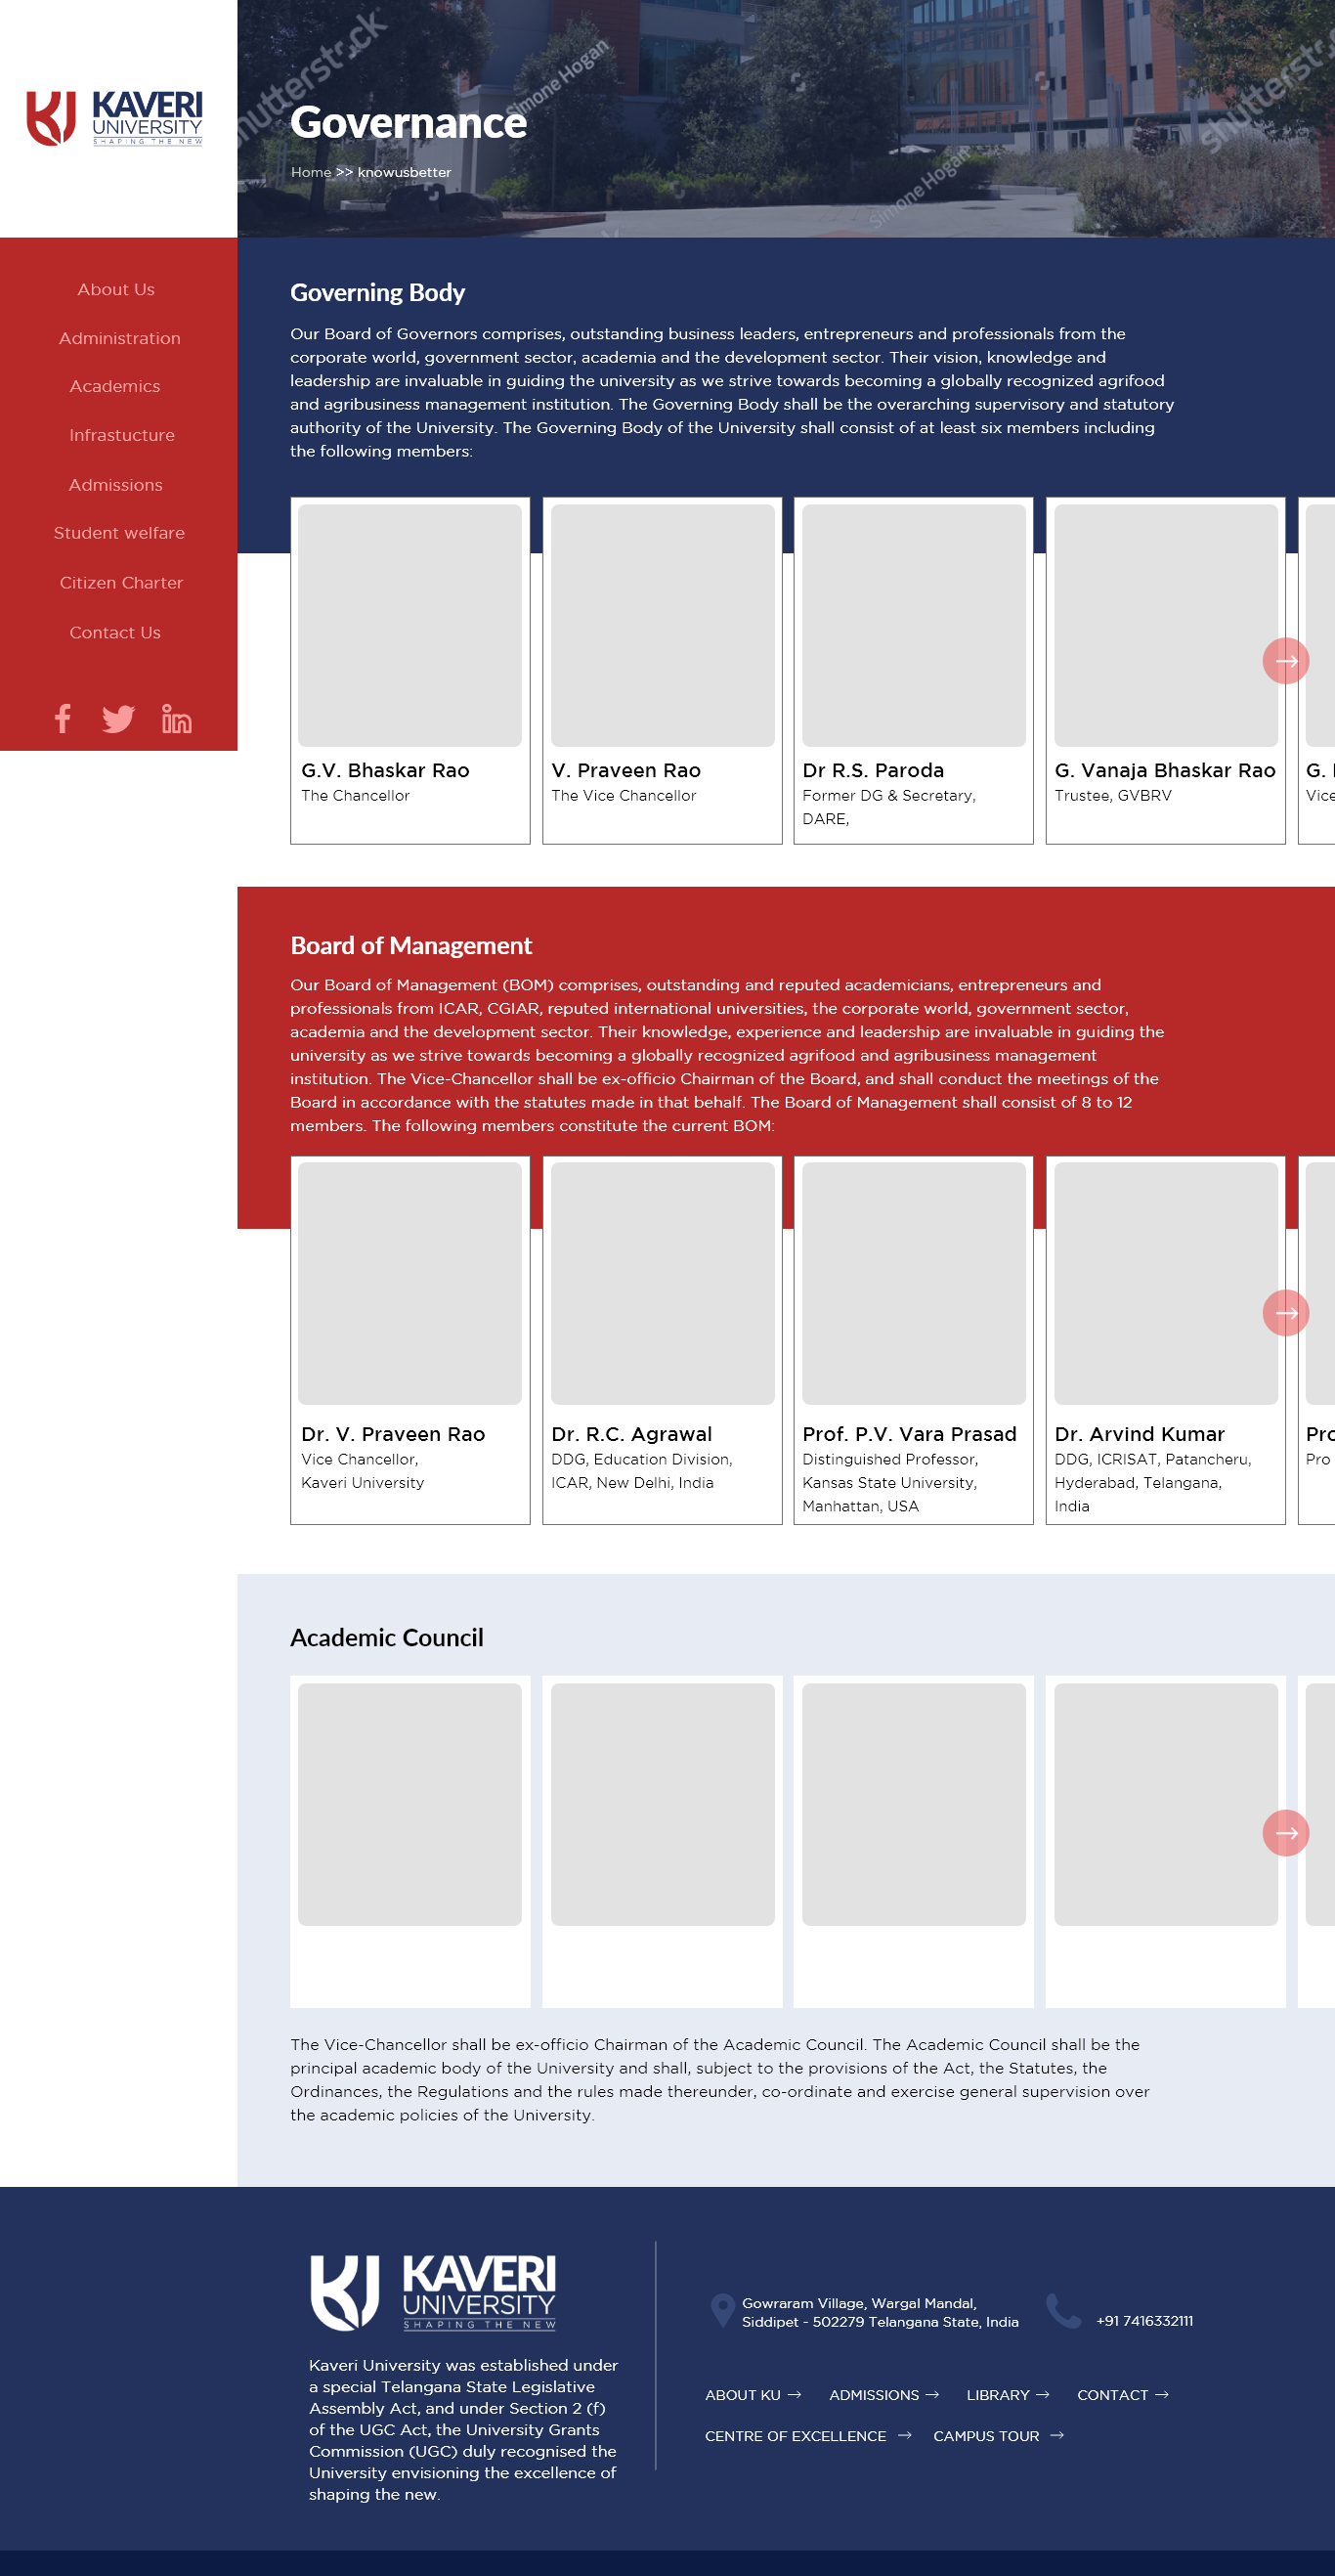 KAVERI
UNIVERSITY
SHAPING THE NEW
shutterstock
Simone Hogan
shutterstock
Simone Hogan
Governance
Home >> knowusbetter
About Us
Administration
Academics
Infrastucture
Admissions
Student welfare
Citizen Charter
Contact Us
Governing Body
Our Board of Governors comprises, outstanding business leaders, entrepreneurs and professionals from the
corporate world, government sector, academia and the development sector. Their vision, knowledge and
leadership are invaluable in guiding the university as we strive towards becoming a globally recognized agrifood
and agribusiness management institution. The Governing Body shall be the overarching supervisory and statutory
authority of the University. The Governing Body of the University shall consist of at least six members including
the following members:
G.V. Bhaskar Rao
The Chancellor
V. Praveen Rao
The Vice Chancellor
Dr R.S. Paroda
Former DG & Secretary,
DARE,
G. Vanaja Bhaskar Rao
Trustee, GVBRV
G.
Vice
Board of Management
Our Board of Management (BOM) comprises, outstanding and reputed academicians, entrepreneurs and
professionals from ICAR, CGIAR, reputed international universities, the corporate world, government sector,
academia and the development sector. Their knowledge, experience and leadership are invaluable in guiding the
university as we strive towards becoming a globally recognized agrifood and agribusiness management
institution. The Vice-Chancellor shall be ex-officio Chairman of the Board, and shall conduct the meetings of the
Board in accordance with the statutes made in that behalf. The Board of Management shall consist of 8 to 12
members. The following members constitute the current BOM:
Dr. V. Praveen Rao
Vice Chancellor,
Kaveri University
Dr. R.C. Agrawal
DDG, Education Division,
ICAR, New Delhi, India
Prof. P.V. Vara Prasad
Distinguished Professor,
Kansas State University,
Manhattan, USA
Dr. Arvind Kumar
DDG, ICRISAT, Patancheru,
Hyderabad, Telangana,
India
Pro
Pro
Academic Council
The Vice-Chancellor shall be ex-officio Chairman of the Academic Council. The Academic Council shall be the
principal academic body of the University and shall, subject to the provisions of the Act, the Statutes, the
Ordinances, the Regulations and the rules made thereunder, co-ordinate and exercise general supervision over
the academic policies of the University.
KAVERI
UNIVERSITY
SHAPING THE NEW
Kaveri University was established under
a special Telangana State Legislative
Assembly Act, and under Section 2 (f)
of the UGC Act, the University Grants
Commission (UGC) duly recognised the
University envisioning the excellence of
shaping the new.
Gowraram Village, Wargal Mandal,
Siddipet - 502279 Telangana State, India
+91 7416332111
ABOUT KU
ADMISSIONS
LIBRARY
CONTACT
CENTRE OF EXCELLENCE
CAMPUS TOUR